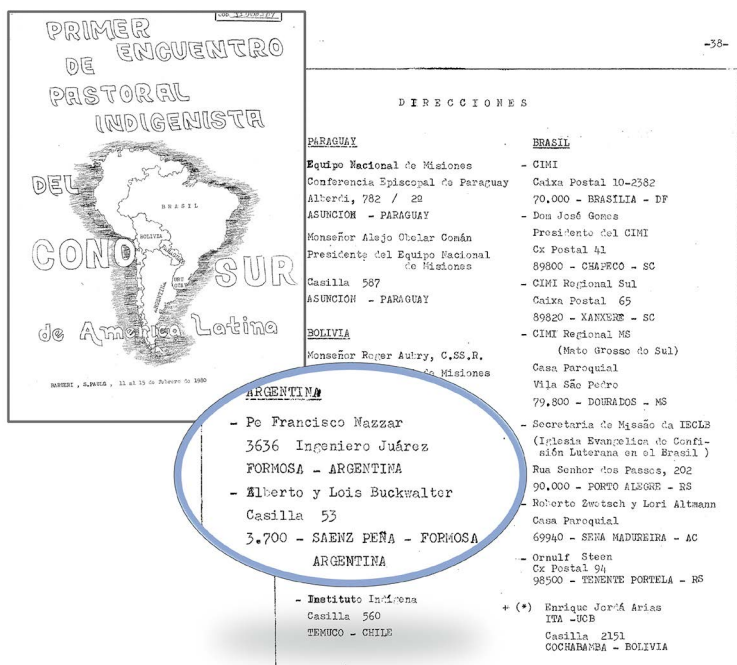 PRIMER
ENCUENTRO
DE
PASTORAL
INDIGENISTA
DEL
BRASIL
BOLIVIA
CONO
SUR
ARGENTINA
de America Latina
BARUERI, S.PAULO, 11 al 15 de febrero de 1980
-38-
DIRECCIONES
PARAGUAY
Equipo Nacional de Misiones
Conferencia Episcopal de Paraguay
Alberdi, 782 / 2º
ASUNCION - PARAGUAY
Monseñor Alejo Obelar Comán
Presidente del Equipo Nacional
de Misiones
Casilla 587
ASUNCION - PARAGUAY
BOLIVIA
Monseñor Roger Aubry, C.SS.R.
de Misiones
ARGENTINA
- Pe Francisco Nazzar
3636 Ingeniero Juárez
FORMOSA - ARGENTINA
- Alberto y Lois Buckwalter
Casilla 53
3.700 - SAENZ PEÑA - FORMOSA
ARGENTINA
- Instituto Indígena
Casilla 560
TEMUCO - CHILE
BRASIL
- CIMI
Caixa Postal 10-2382
70.000 - BRASILIA - DF
- Dom José Gomes
Presidente del CIMI
Cx Postal 41
89800 - CHAPECÓ - SC
- CIMI Regional Sul
Caixa Postal 65
89820 - XANXERE - SC
- CIMI Regional MS
(Mato Grosso do Sul)
Casa Paroquial
Vila São Pedro
79.800 - DOURADOS - MS
- Secretaria de Missão da IECLB
(Iglesia Evangelica de Confi-
sión Luterana en el Brasil )
Rua Senhor dos Passos, 202
90.000 - PORTO ALEGRE - RS
- Roberto Zwetsch y Lori Altmann
Casa Paroquial
69940 - SENA MADUREIRA - AC
- Ornulf Steen
Cx Postal 94
98500 - TENENTE PORTELA - RS
+ (*) Enrique Jordá Arias
ITA -UCB
Casilla 2151
COCHABAMBA - BOLIVIA